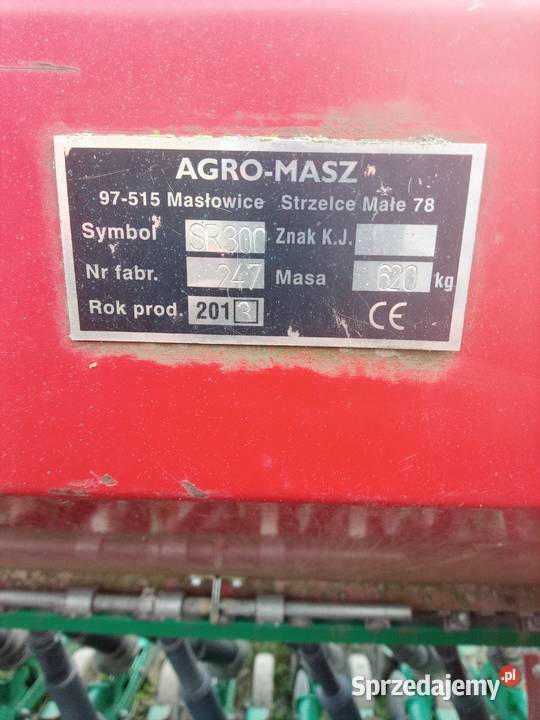 AGRO-MASZ
97-515 Masłowice Strzelce Małe 78
Symbol SR300 Znak K.J.
Nr fabr. 247 Masa 620 kg
Rok prod. 2013 CE
Sprzedajemy.pl